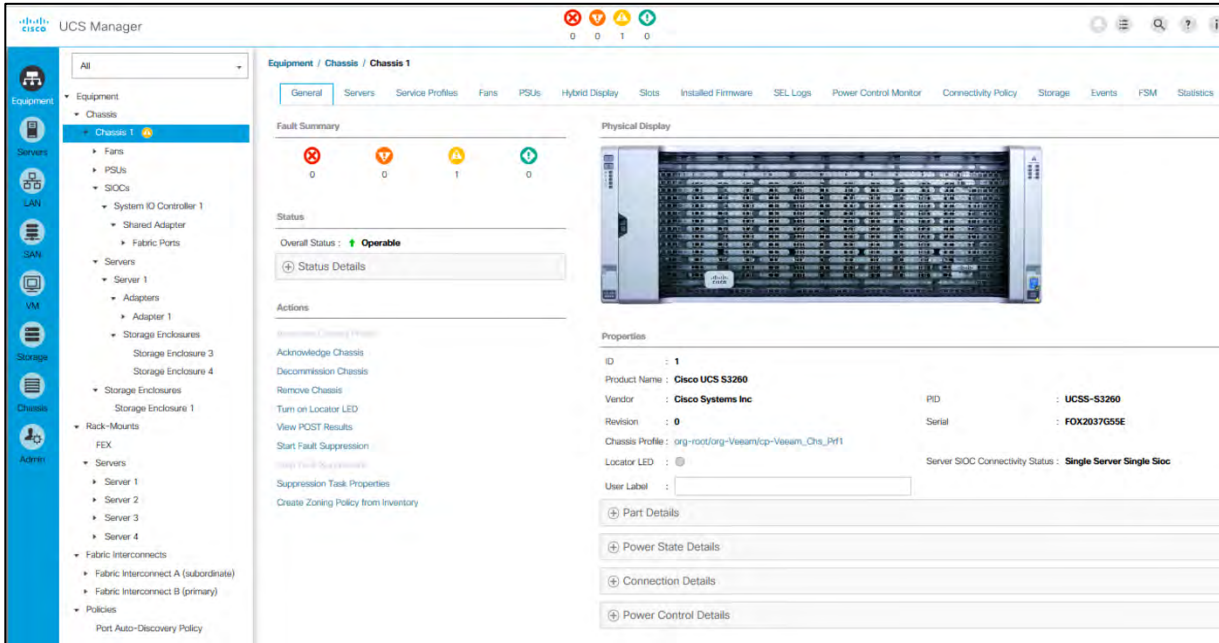 CISCO UCS Manager
0 0 1 0
All
Equipment
Servers
LAN
SAN
VM
Storage
Chassis
Admin
Equipment
Chassis
Chassis 1
Fans
PSUs
SIOCs
System IO Controller 1
Shared Adapter
Fabric Ports
Servers
Server 1
Adapters
Adapter 1
Storage Enclosures
Storage Enclosure 3
Storage Enclosure 4
Storage Enclosures
Storage Enclosure 1
Rack-Mounts
FEX
Servers
Server 1
Server 2
Server 3
Server 4
Fabric Interconnects
Fabric Interconnect A (subordinate)
Fabric Interconnect B (primary)
Policies
Port Auto-Discovery Policy
Equipment / Chassis / Chassis 1
General Servers Service Profiles Fans PSUs Hybrid Display Slots Installed Firmware SEL Logs Power Control Monitor Connectivity Policy Storage Events FSM Statistics
Fault Summary
0 0 1 0
Status
Overall Status : Operable
Status Details
Actions
Acknowledge Chassis
Decommission Chassis
Remove Chassis
Turn on Locator LED
View POST Results
Start Fault Suppression
Suppression Task Properties
Create Zoning Policy from Inventory
Physical Display
Properties
ID : 1
Product Name : Cisco UCS S3260
Vendor : Cisco Systems Inc PID : UCSS-S3260
Revision : 0 Serial : FOX2037G55E
Chassis Profile : org-root/org-Veeam/cp-Veeam_Chs_Prf1
Locator LED : Server SIOC Connectivity Status : Single Server Single Sioc
User Label :
Part Details
Power State Details
Connection Details
Power Control Details